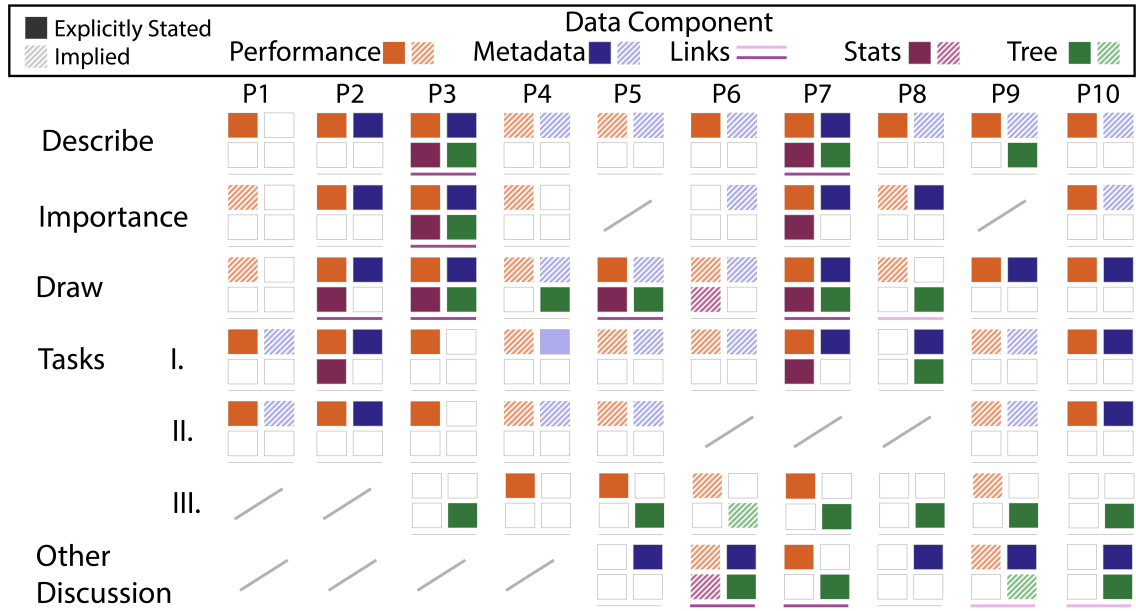 Data Component
Explicitly Stated
Implied
Performance Metadata Links Stats Tree
P1 P2 P3 P4 P5 P6 P7 P8 P9 P10
Describe
Importance
Draw
Tasks I.
II.
III.
Other
Discussion